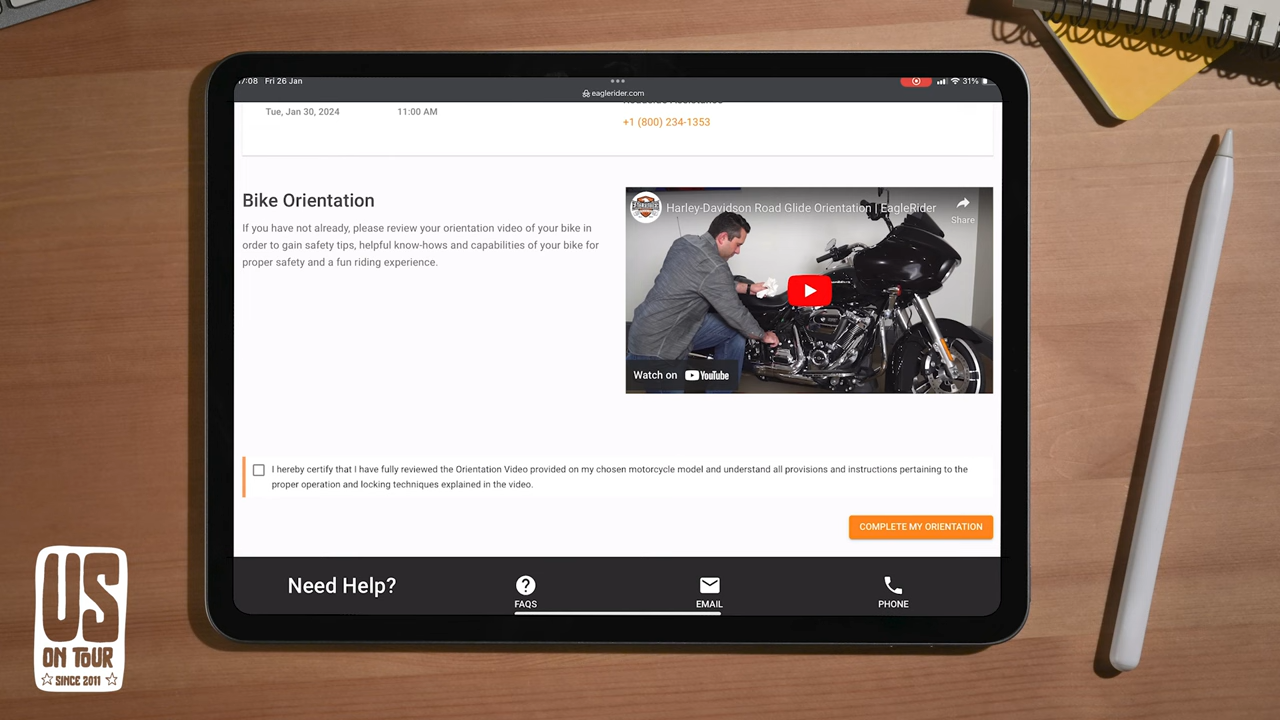 17:08 Fri 26 Jan
31%
eaglerider.com
Roadside Assistance
Tue, Jan 30, 2024 11:00 AM
+1 (800) 234-1353
Bike Orientation
If you have not already, please review your orientation video of your bike in
order to gain safety tips, helpful know-hows and capabilities of your bike for
proper safety and a fun riding experience.
Harley-Davidson Road Glide Orientation | EagleRider
Share
Watch on YouTube
I hereby certify that I have fully reviewed the Orientation Video provided on my chosen motorcycle model and understand all provisions and instructions pertaining to the
proper operation and locking techniques explained in the video.
COMPLETE MY ORIENTATION
Need Help?
FAQS
EMAIL
PHONE
US
ON TOUR
SINCE 2011